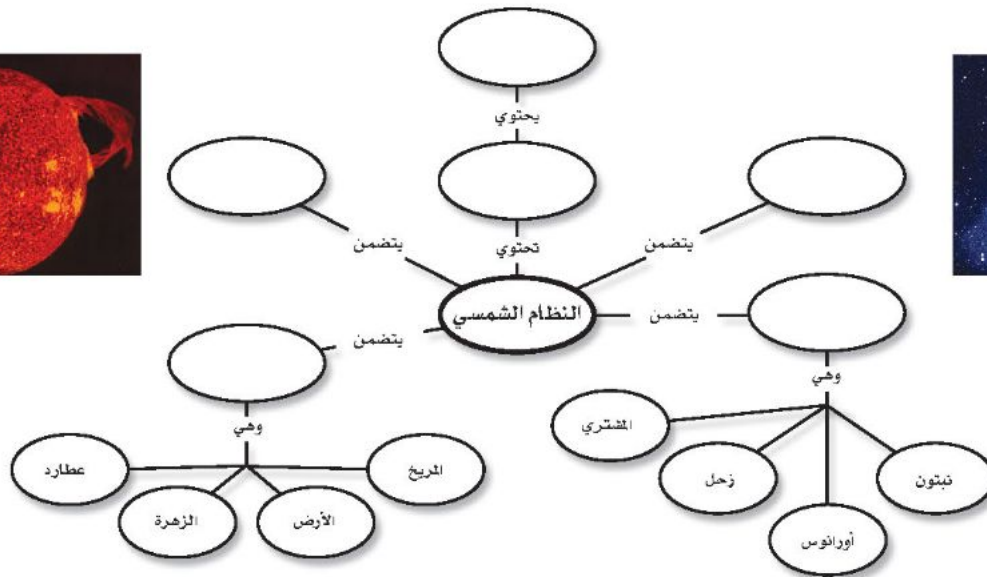 يحتوي
يتضمن
تحتوي
يتضمن
النظام الشمسي
يتضمن
يتضمن
وهي
وهي
المشتري
زحل
نبتون
أورانوس
عطارد
الزهرة
الأرض
المريخ